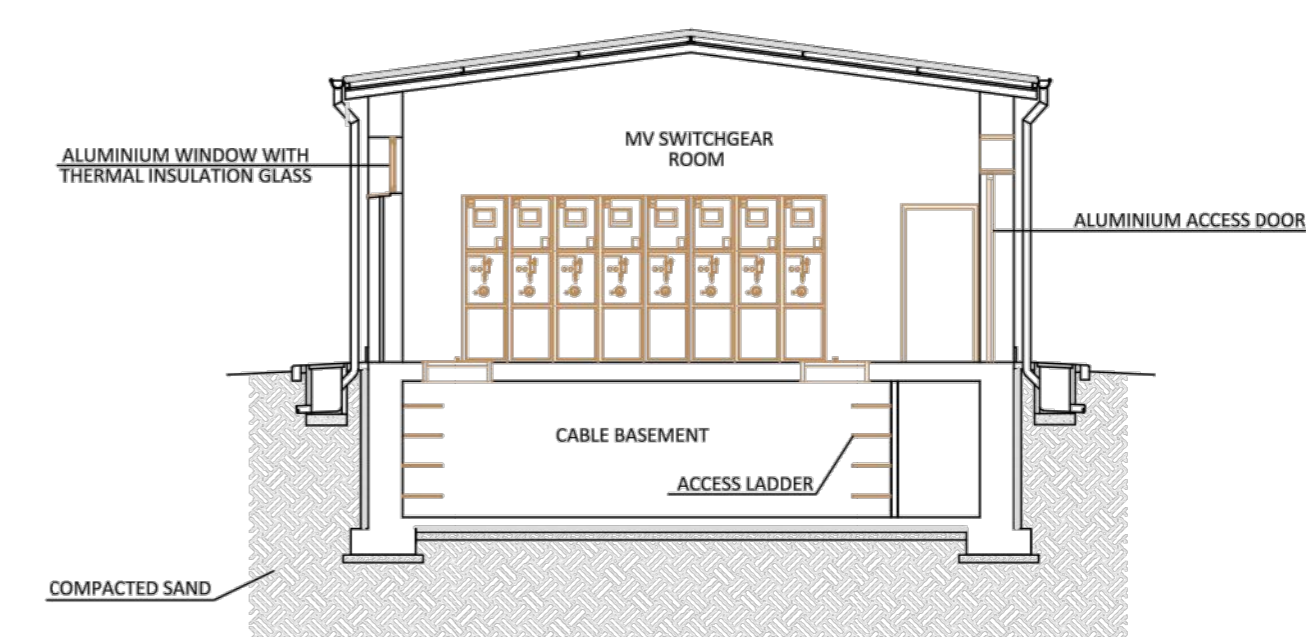 MV SWITCHGEAR
ROOM
ALUMINIUM WINDOW WITH
THERMAL INSULATION GLASS
ALUMINIUM ACCESS DOOR
CABLE BASEMENT
ACCESS LADDER
COMPACTED SAND